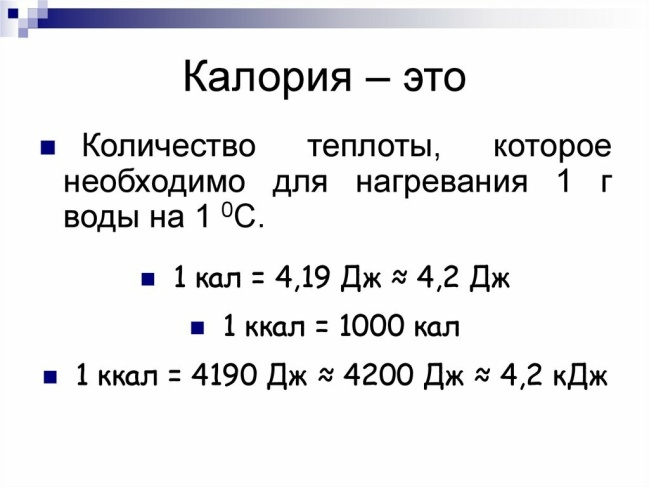 Калория – это
Количество теплоты, которое
необходимо для нагревания 1 г
воды на 1 ⁰С.
1 кал = 4,19 Дж ≈ 4,2 Дж
1 ккал = 1000 кал
1 ккал = 4190 Дж ≈ 4200 Дж ≈ 4,2 кДж